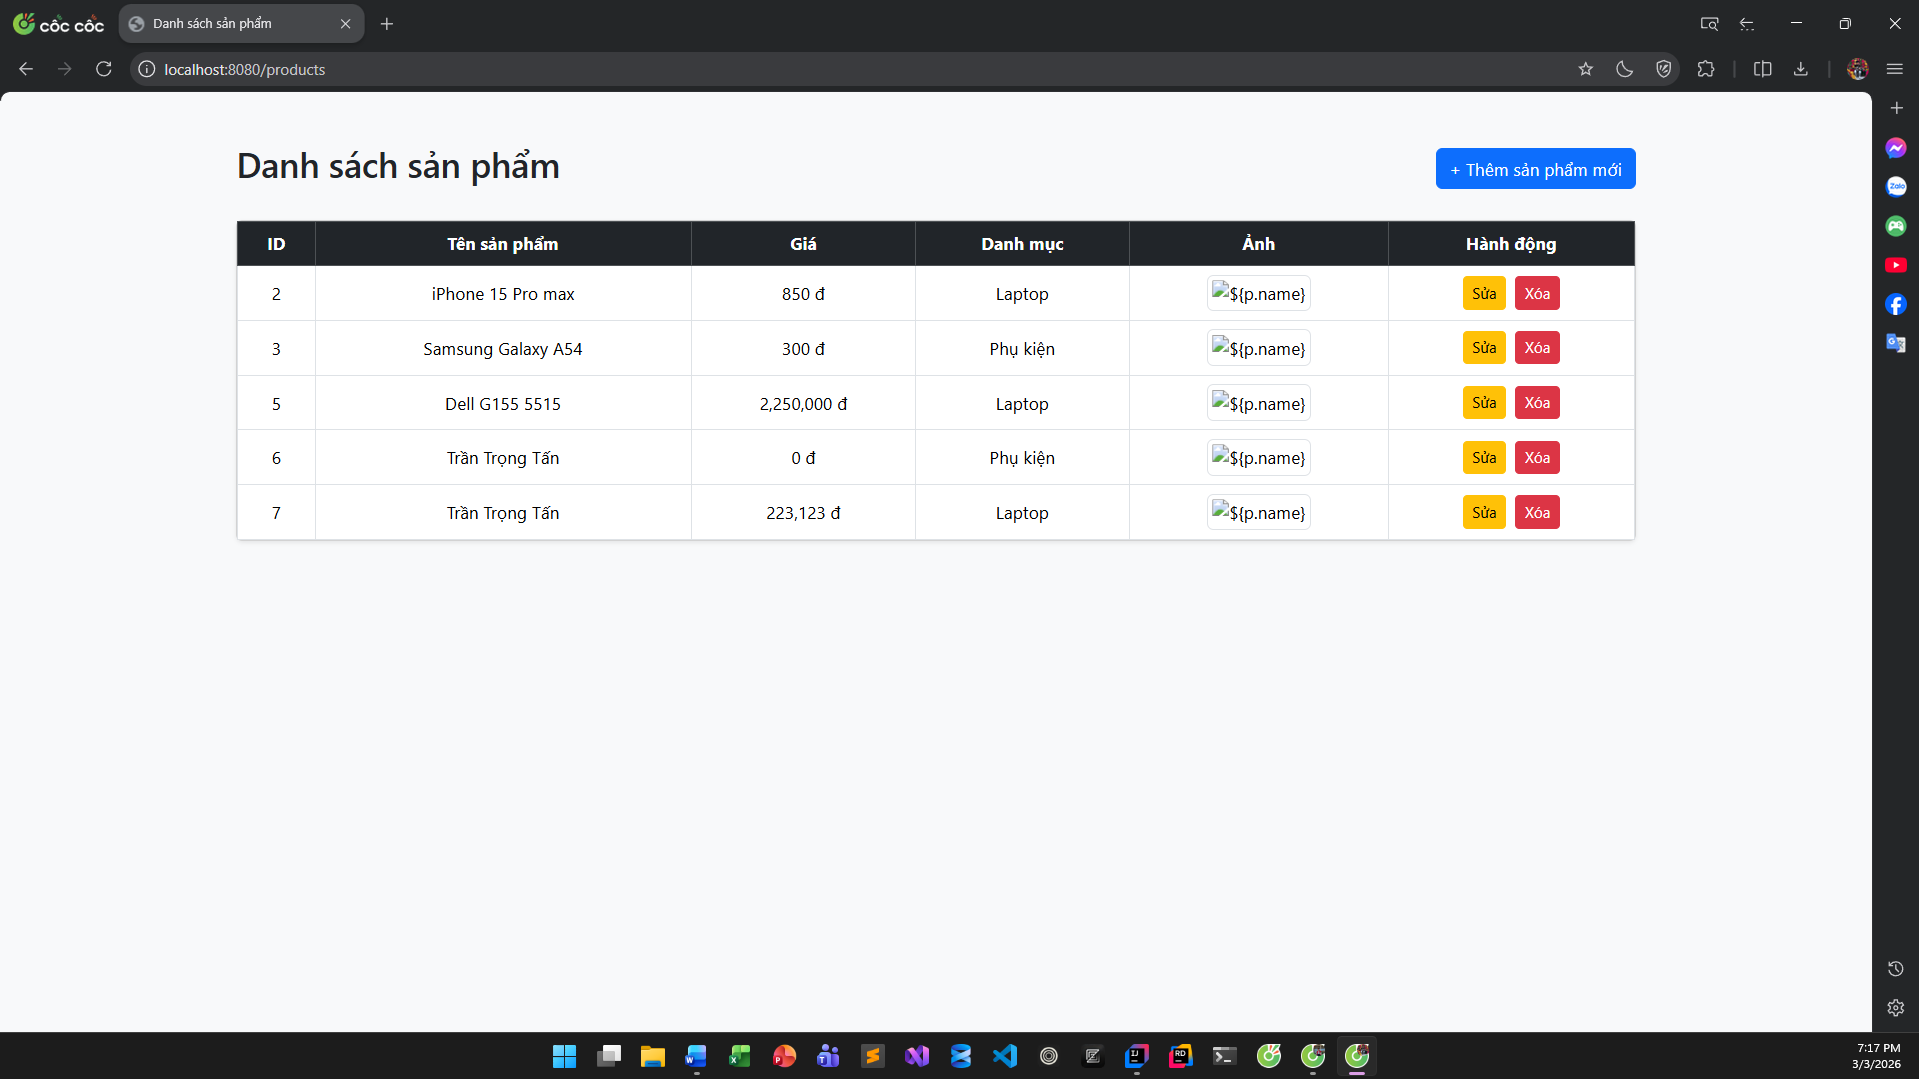 cốc cốc
Danh sách sản phẩm
localhost:8080/products
Danh sách sản phẩm
+ Thêm sản phẩm mới
ID Tên sản phẩm Giá Danh mục Ảnh Hành động
2 iPhone 15 Pro max 850 đ Laptop ${p.name} Sửa Xóa
3 Samsung Galaxy A54 300 đ Phụ kiện ${p.name} Sửa Xóa
5 Dell G155 5515 2,250,000 đ Laptop ${p.name} Sửa Xóa
6 Trần Trọng Tấn 0 đ Phụ kiện ${p.name} Sửa Xóa
7 Trần Trọng Tấn 223,123 đ Laptop ${p.name} Sửa Xóa
Zalo
7:17 PM
3/3/2026